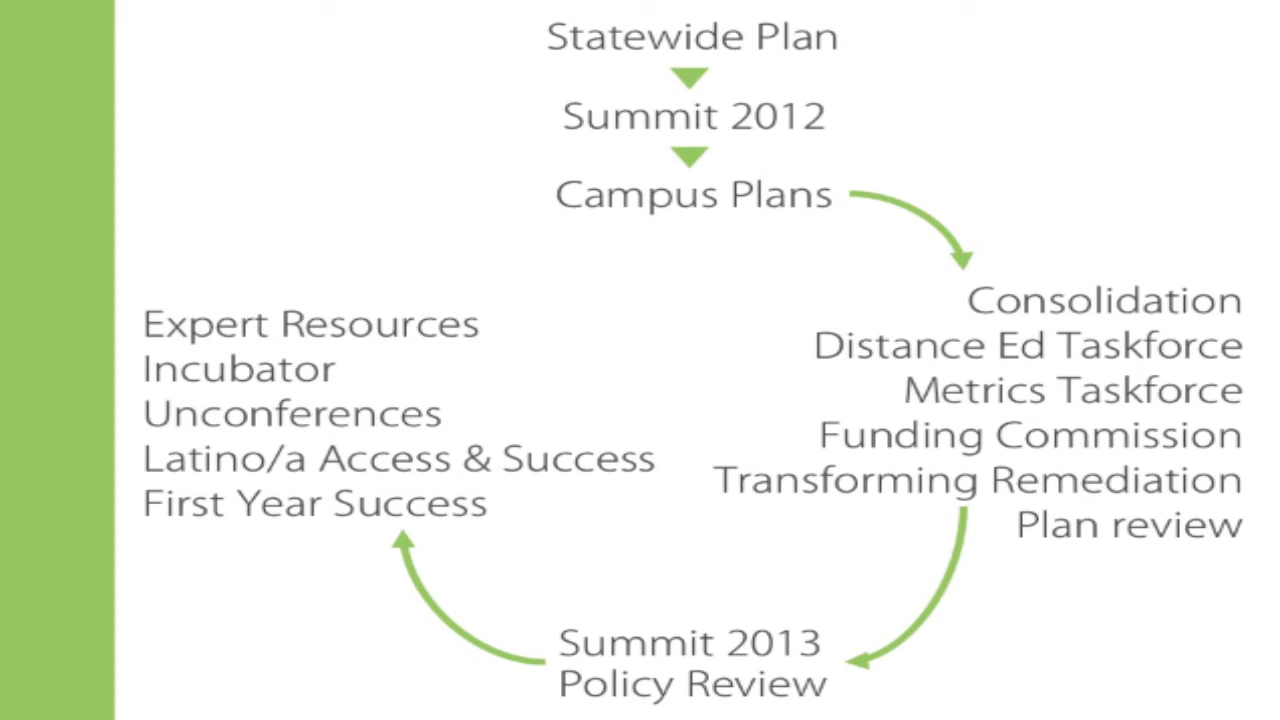 Statewide Plan
Summit 2012
Campus Plans
Consolidation
Distance Ed Taskforce
Metrics Taskforce
Funding Commission
Transforming Remediation
Plan review
Summit 2013
Policy Review
Expert Resources
Incubator
Unconferences
Latino/a Access & Success
First Year Success